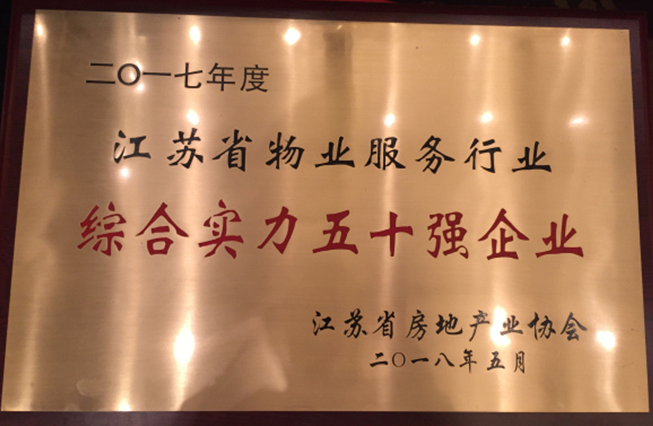 二〇一七年度
江苏省物业服务行业
综合实力五十强企业
江苏省房地产业协会
二〇一八年五月